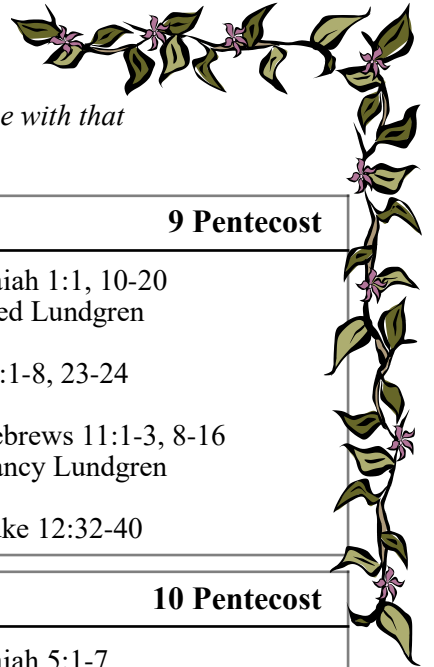 e with that
9 Pentecost
aiah 1:1, 10-20
ed Lundgren
:1-8, 23-24
ebrews 11:1-3, 8-16
ancy Lundgren
uke 12:32-40
10 Pentecost
aiah 5:1-7